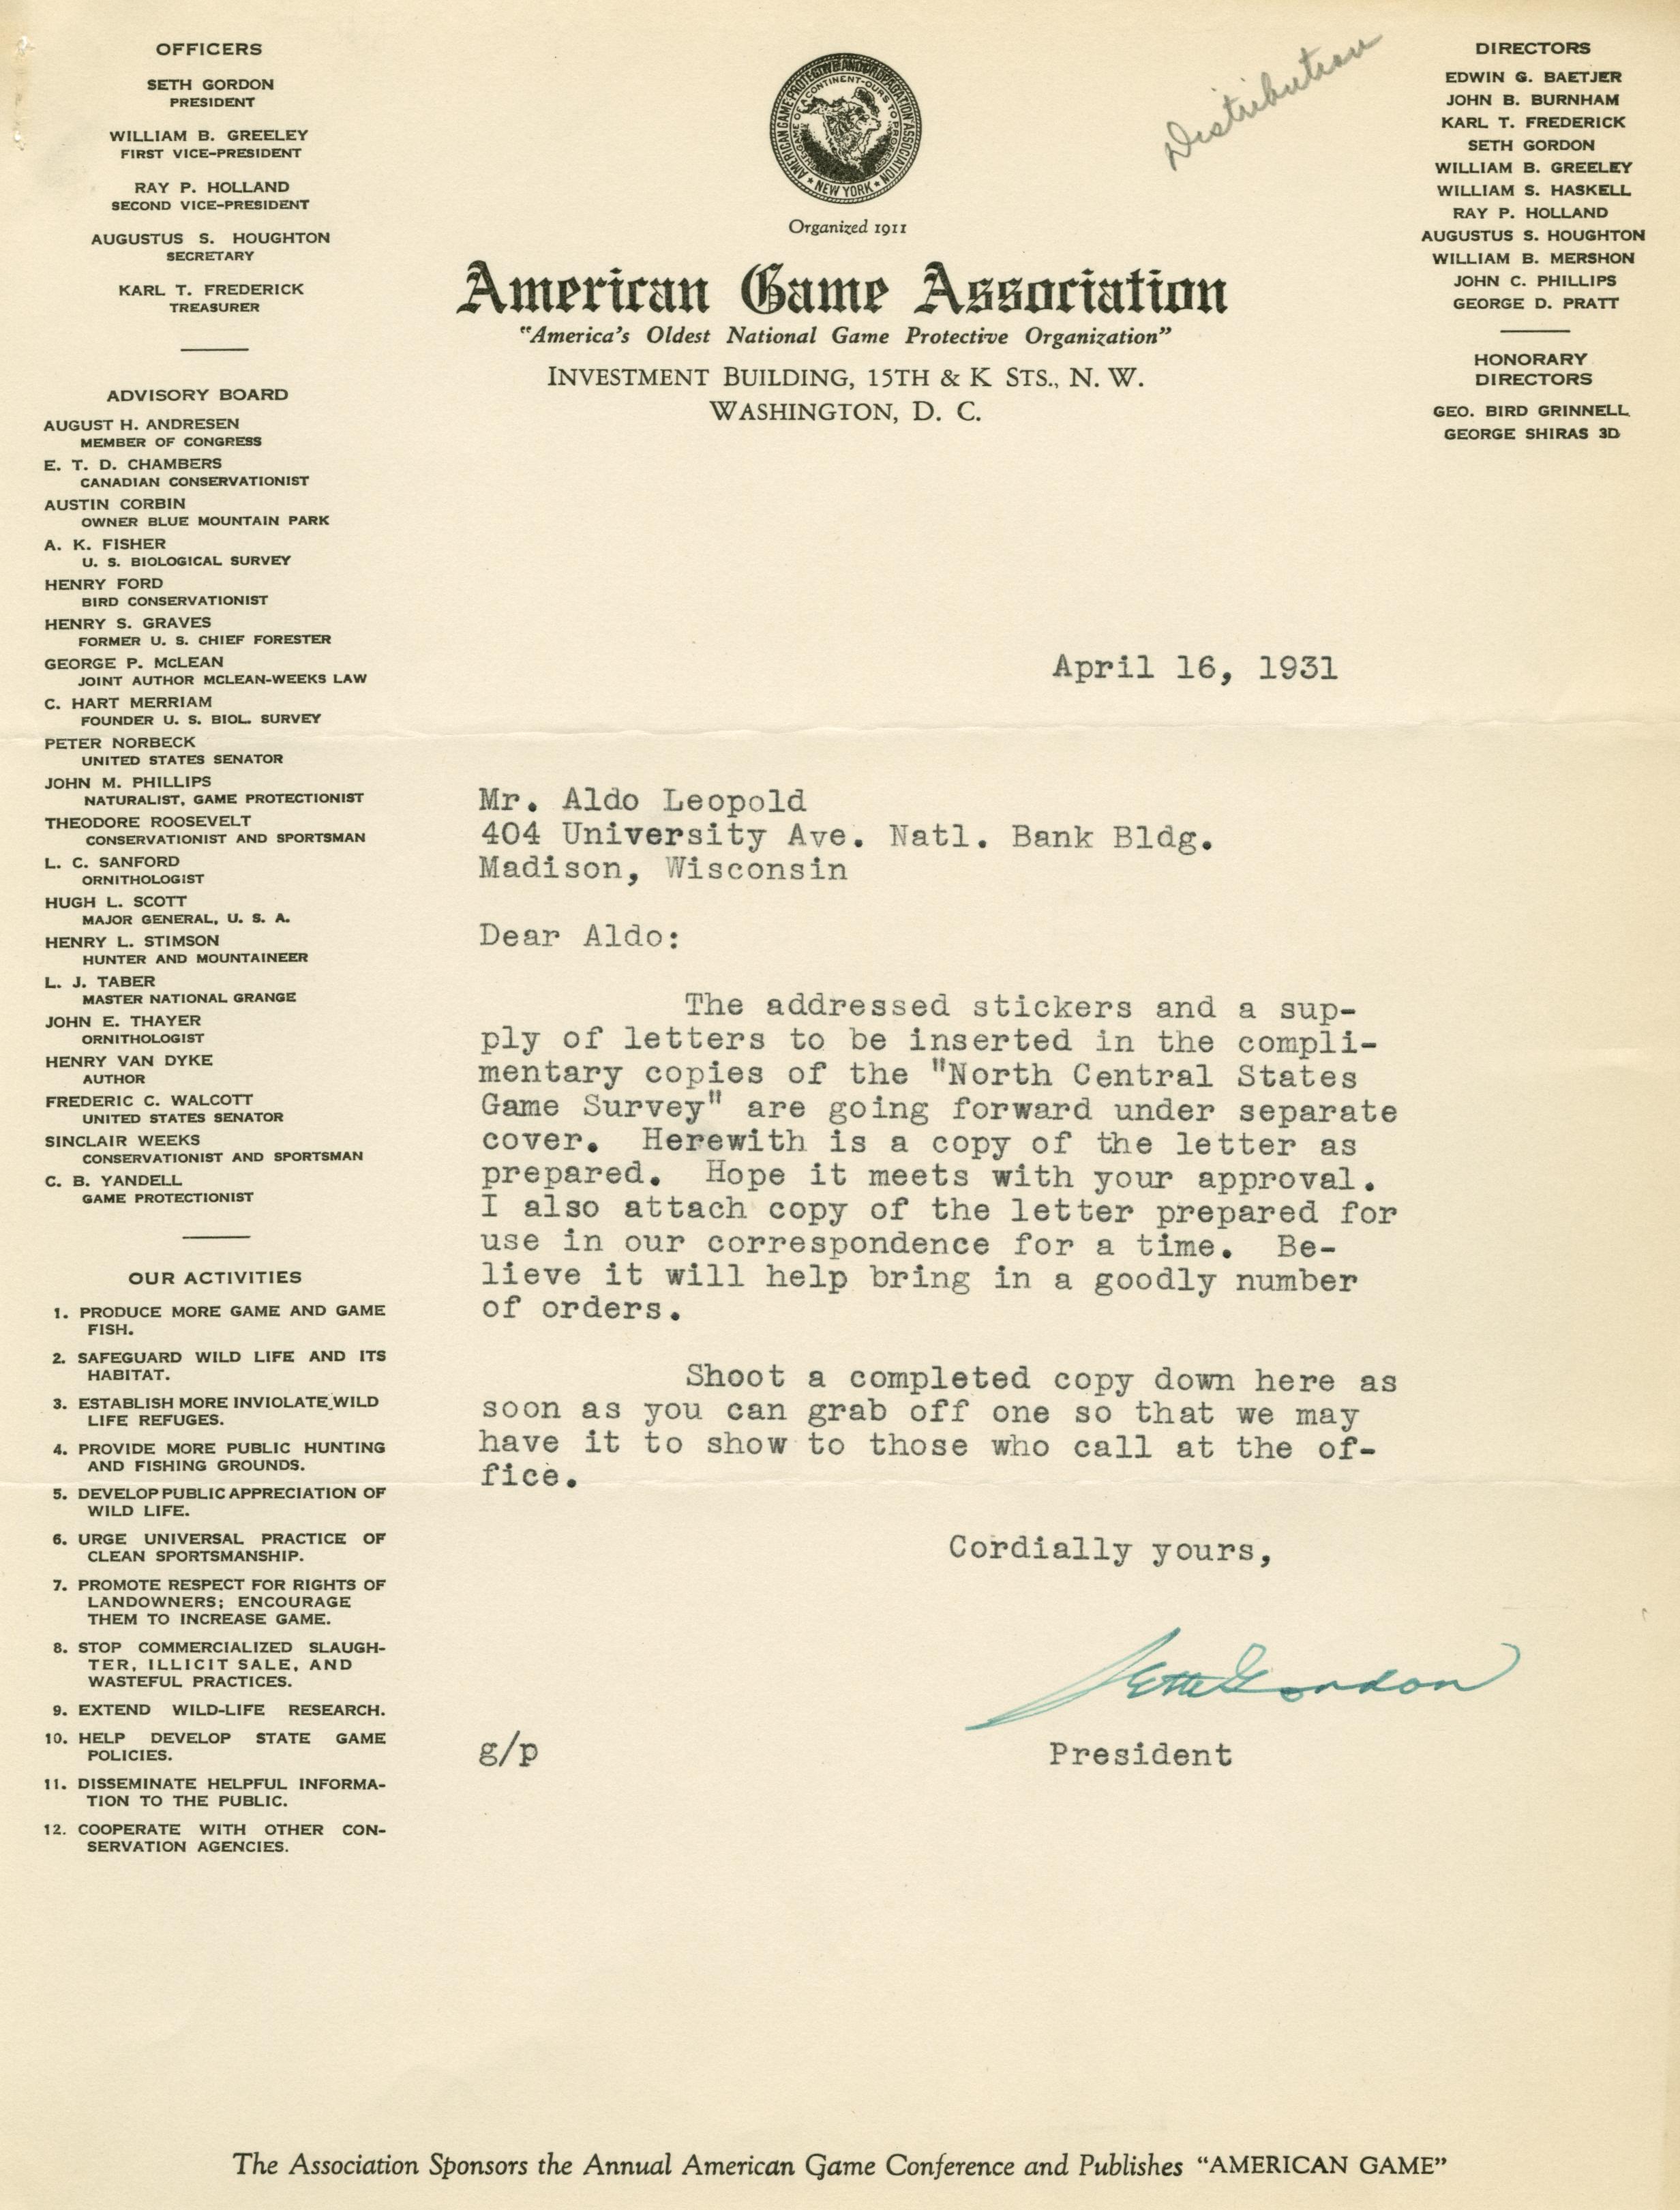 OFFICERS
SETH GORDON
PRESIDENT
WILLIAM B. GREELEY
FIRST VICE-PRESIDENT
RAY P. HOLLAND
SECOND VICE-PRESIDENT
AUGUSTUS S. HOUGHTON
SECRETARY
KARL T. FREDERICK
TREASURER
ADVISORY BOARD
AUGUST H. ANDRESEN
MEMBER OF CONGRESS
E. T. D. CHAMBERS
CANADIAN CONSERVATIONIST
AUSTIN CORBIN
OWNER BLUE MOUNTAIN PARK
A. K. FISHER
U. S. BIOLOGICAL SURVEY
HENRY FORD
BIRD CONSERVATIONIST
HENRY S. GRAVES
FORMER U. S. CHIEF FORESTER
GEORGE P. McLEAN
JOINT AUTHOR McLEAN-WEEKS LAW
C. HART MERRIAM
FOUNDER U. S. BIOL. SURVEY
PETER NORBECK
UNITED STATES SENATOR
JOHN M. PHILLIPS
NATURALIST, GAME PROTECTIONIST
THEODORE ROOSEVELT
CONSERVATIONIST AND SPORTSMAN
L. C. SANFORD
ORNITHOLOGIST
HUGH L. SCOTT
MAJOR GENERAL, U. S. A.
HENRY L. STIMSON
HUNTER AND MOUNTAINEER
L. J. TABER
MASTER NATIONAL GRANGE
JOHN E. THAYER
ORNITHOLOGIST
HENRY VAN DYKE
AUTHOR
FREDERIC C. WALCOTT
UNITED STATES SENATOR
SINCLAIR WEEKS
CONSERVATIONIST AND SPORTSMAN
C. B. YANDELL
GAME PROTECTIONIST
OUR ACTIVITIES
1. PRODUCE MORE GAME AND GAME
FISH.
2. SAFEGUARD WILD LIFE AND ITS
HABITAT.
3. ESTABLISH MORE INVIOLATE WILD
LIFE REFUGES.
4. PROVIDE MORE PUBLIC HUNTING
AND FISHING GROUNDS.
5. DEVELOP PUBLIC APPRECIATION OF
WILD LIFE.
6. URGE UNIVERSAL PRACTICE OF
CLEAN SPORTSMANSHIP.
7. PROMOTE RESPECT FOR RIGHTS OF
LANDOWNERS; ENCOURAGE
THEM TO INCREASE GAME.
8. STOP COMMERCIALIZED SLAUGH-
TER, ILLICIT SALE, AND
WASTEFUL PRACTICES.
9. EXTEND WILD-LIFE RESEARCH.
10. HELP DEVELOP STATE GAME
POLICIES.
11. DISSEMINATE HELPFUL INFORMA-
TION TO THE PUBLIC.
12. COOPERATE WITH OTHER CON-
SERVATION AGENCIES.
AMERICAN GAME PROTECTIVE AND PROPAGATION ASSOCIATION
NEW YORK
Organized 1911
American Game Association
"America's Oldest National Game Protective Organization"
INVESTMENT BUILDING, 15TH & K STS., N. W.
WASHINGTON, D. C.
Distribution
DIRECTORS
EDWIN G. BAETJER
JOHN B. BURNHAM
KARL T. FREDERICK
SETH GORDON
WILLIAM B. GREELEY
WILLIAM S. HASKELL
RAY P. HOLLAND
AUGUSTUS S. HOUGHTON
WILLIAM B. MERSHON
JOHN C. PHILLIPS
GEORGE D. PRATT
HONORARY
DIRECTORS
GEO. BIRD GRINNELL
GEORGE SHIRAS 3D
April 16, 1931
Mr. Aldo Leopold
404 University Ave. Natl. Bank Bldg.
Madison, Wisconsin
Dear Aldo:
The addressed stickers and a sup-
ply of letters to be inserted in the compli-
mentary copies of the "North Central States
Game Survey" are going forward under separate
cover. Herewith is a copy of the letter as
prepared. Hope it meets with your approval.
I also attach copy of the letter prepared for
use in our correspondence for a time. Be-
lieve it will help bring in a goodly number
of orders.
Shoot a completed copy down here as
soon as you can grab off one so that we may
have it to show to those who call at the of-
fice.
Cordially yours,
Seth Gordon
g/p
President
The Association Sponsors the Annual American Game Conference and Publishes "AMERICAN GAME"